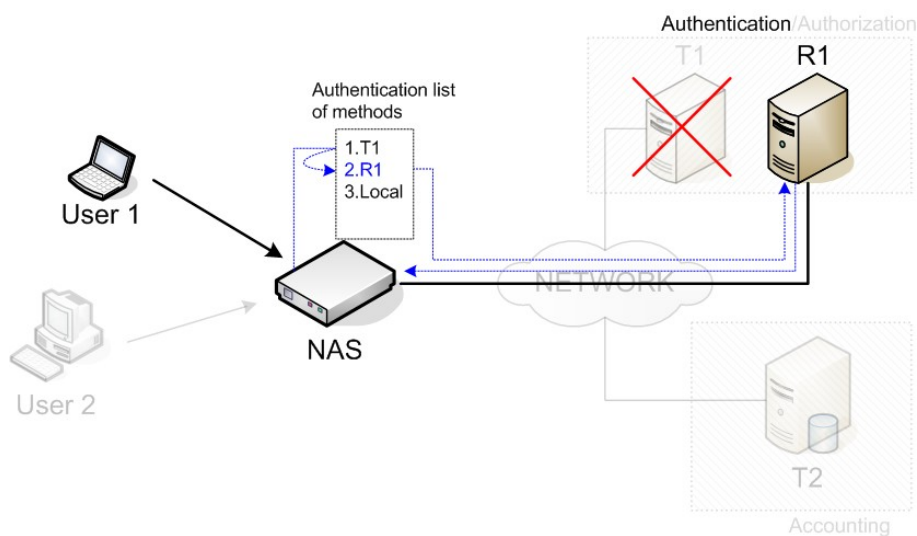 Authentication/Authorization
T1
R1
Authentication list
of methods
1.T1
2.R1
3.Local
User 1
NETWORK
NAS
User 2
T2
Accounting